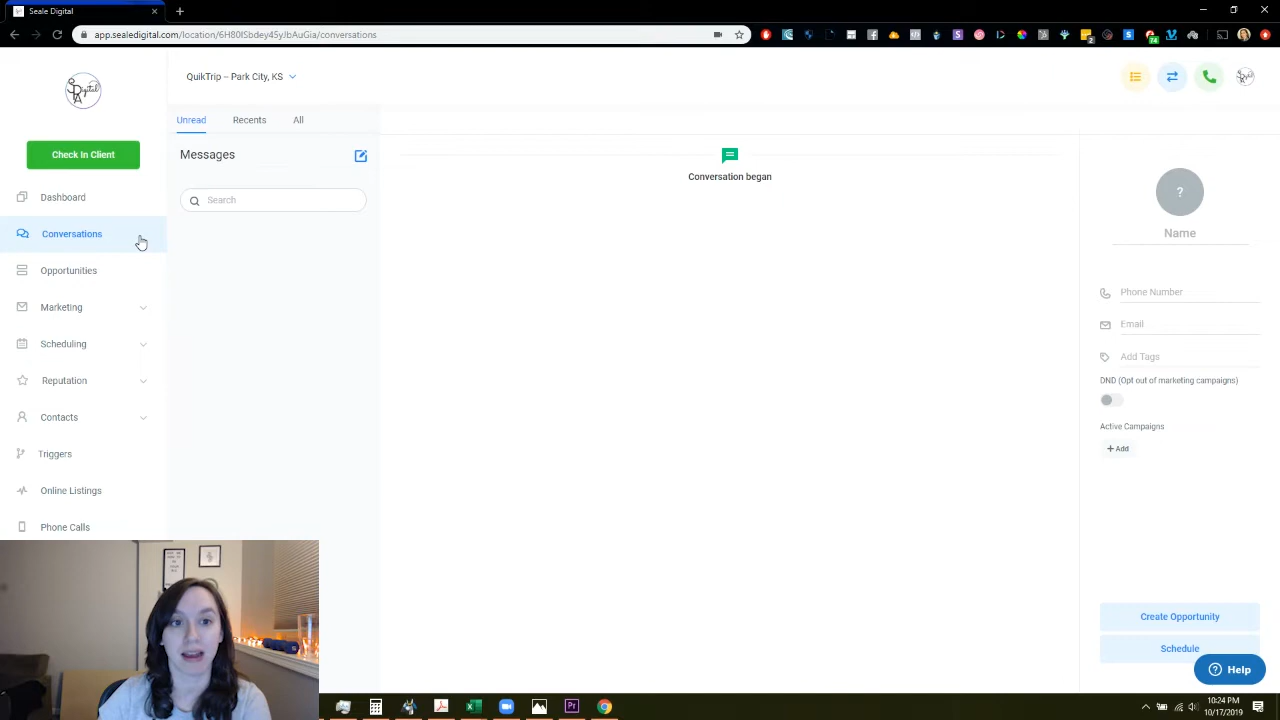 Seale Digital
app.sealedigital.com/location/6H80ISbdey45yJbAuGia/conversations
QuikTrip – Park City, KS
Check In Client
Dashboard
Conversations
Opportunities
Marketing
Scheduling
Reputation
Contacts
Triggers
Online Listings
Phone Calls
Unread
Recents
All
Messages
Search
Conversation began
?
Name
Phone Number
Email
Add Tags
DND (Opt out of marketing campaigns)
Active Campaigns
+ Add
Create Opportunity
Schedule
Help
10:24 PM
10/17/2019